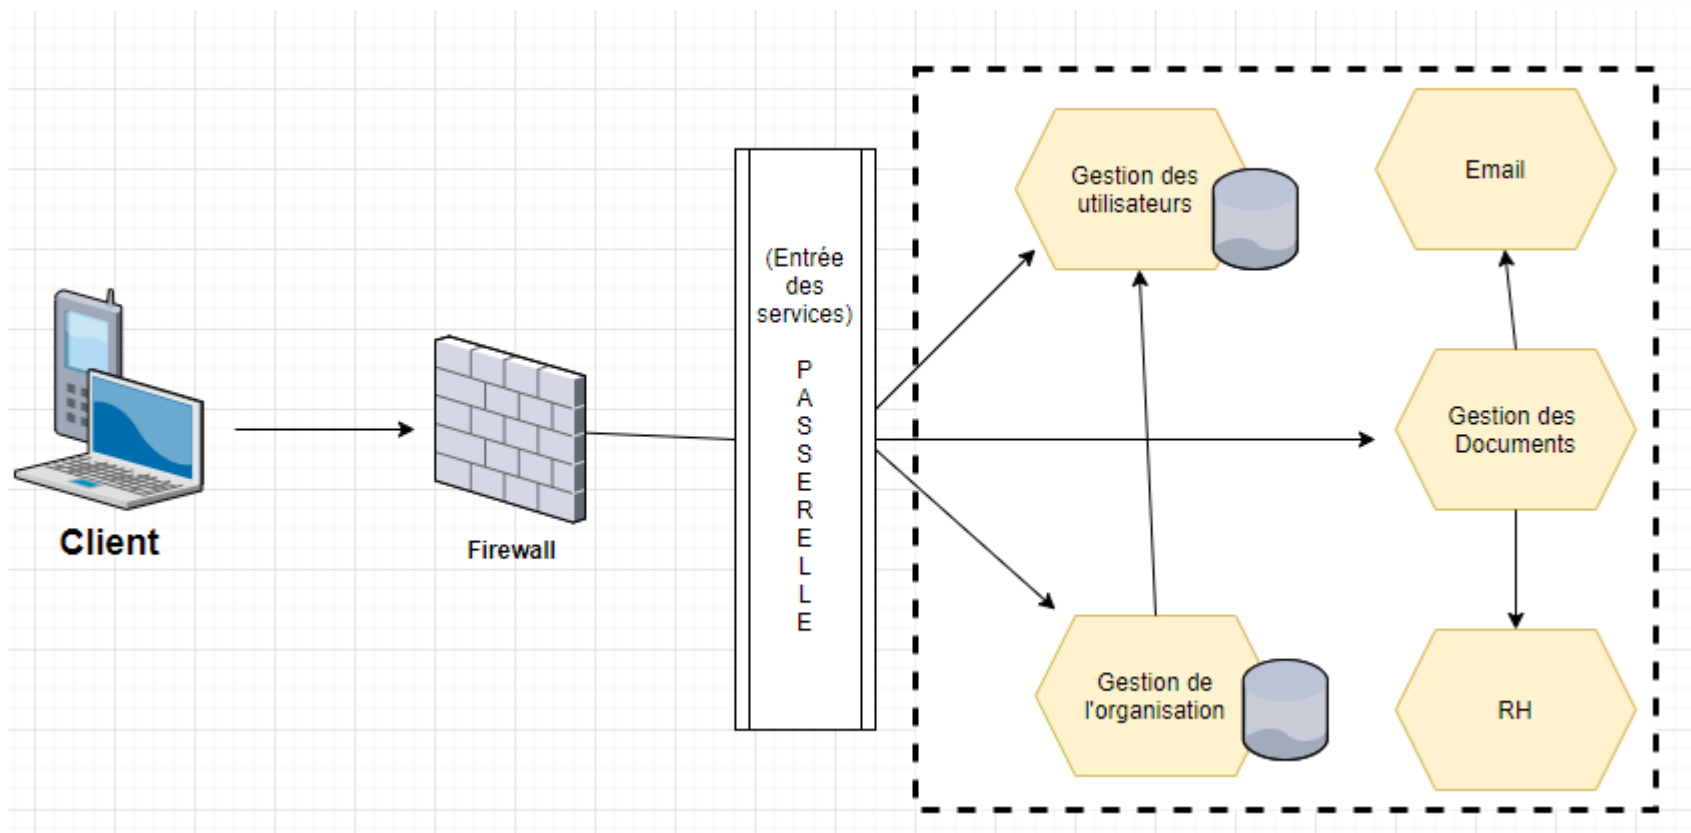 Client
Firewall
(Entrée
des
services)
P
A
S
S
E
R
E
L
L
E
Gestion des
utilisateurs
Email
Gestion des
Documents
Gestion de
l'organisation
RH